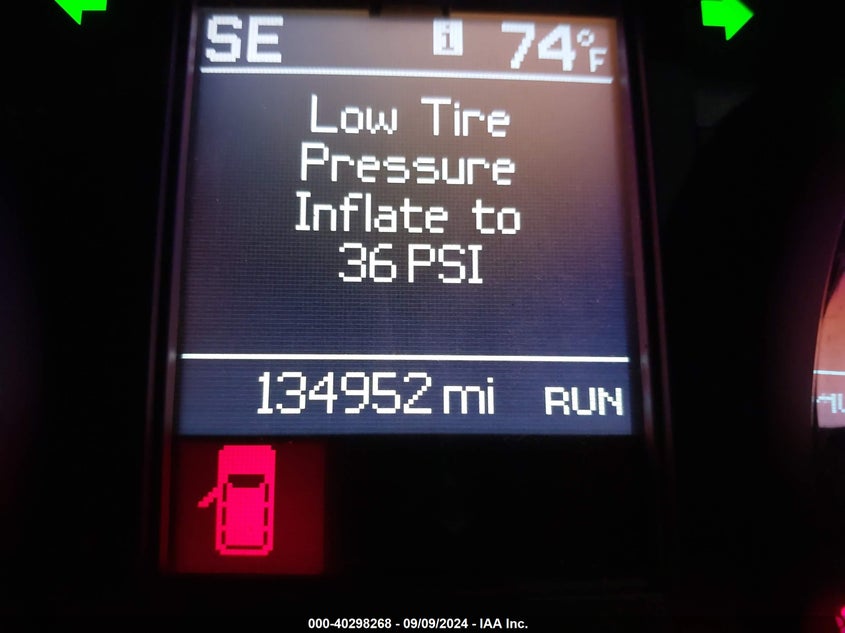 SE i 74°F
Low Tire
Pressure
Inflate to
36 PSI
134952 mi RUN
000-40298268 - 09/09/2024 - IAA Inc.